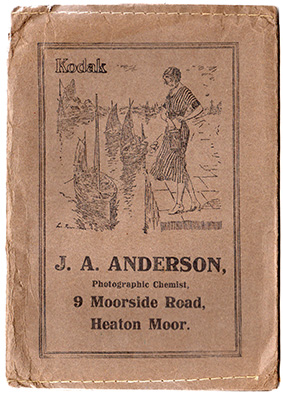 Kodak
J. A. ANDERSON,
Photographic Chemist,
9 Moorside Road,
Heaton Moor.